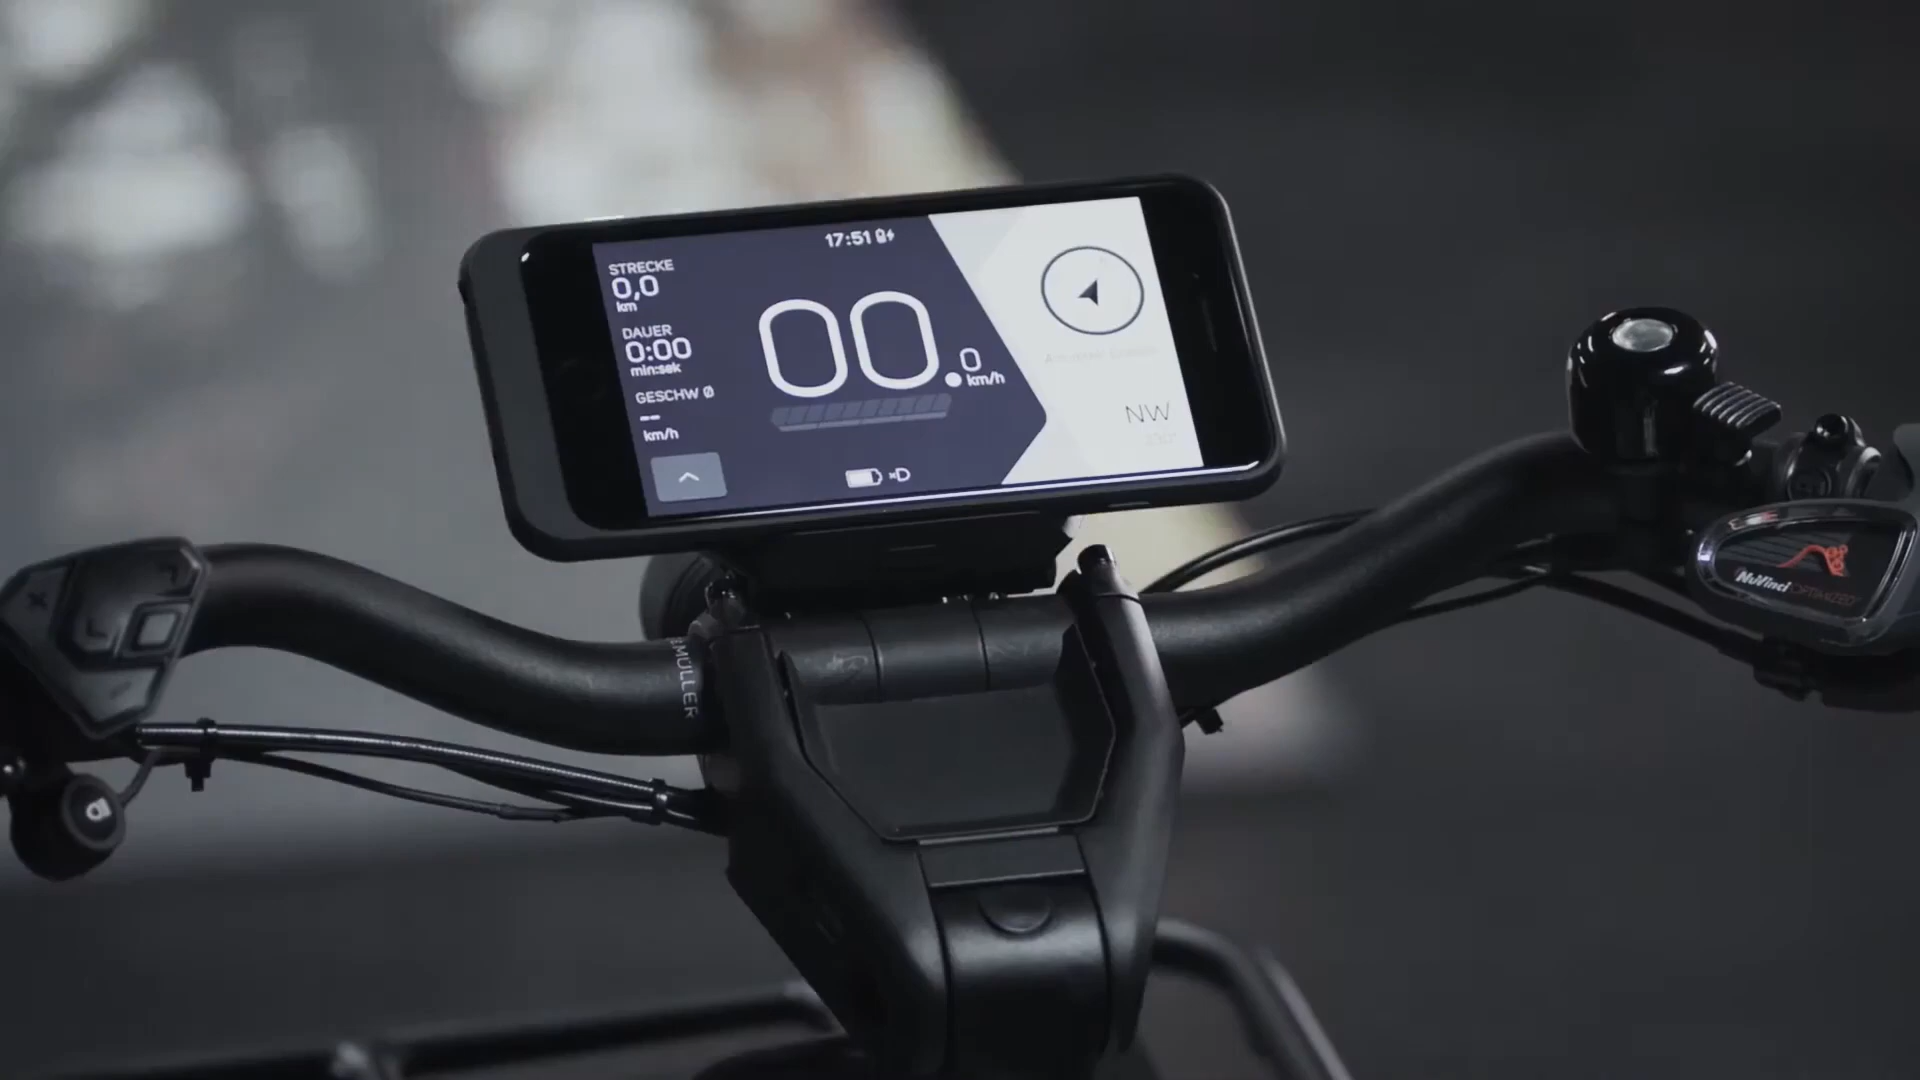 17:51
STRECKE
0,0
km
DAUER
0:00
min:sek
GESCHW Ø
--
km/h
00.0
km/h
NW
MÜLLER
NuVinci OPTIMIZED